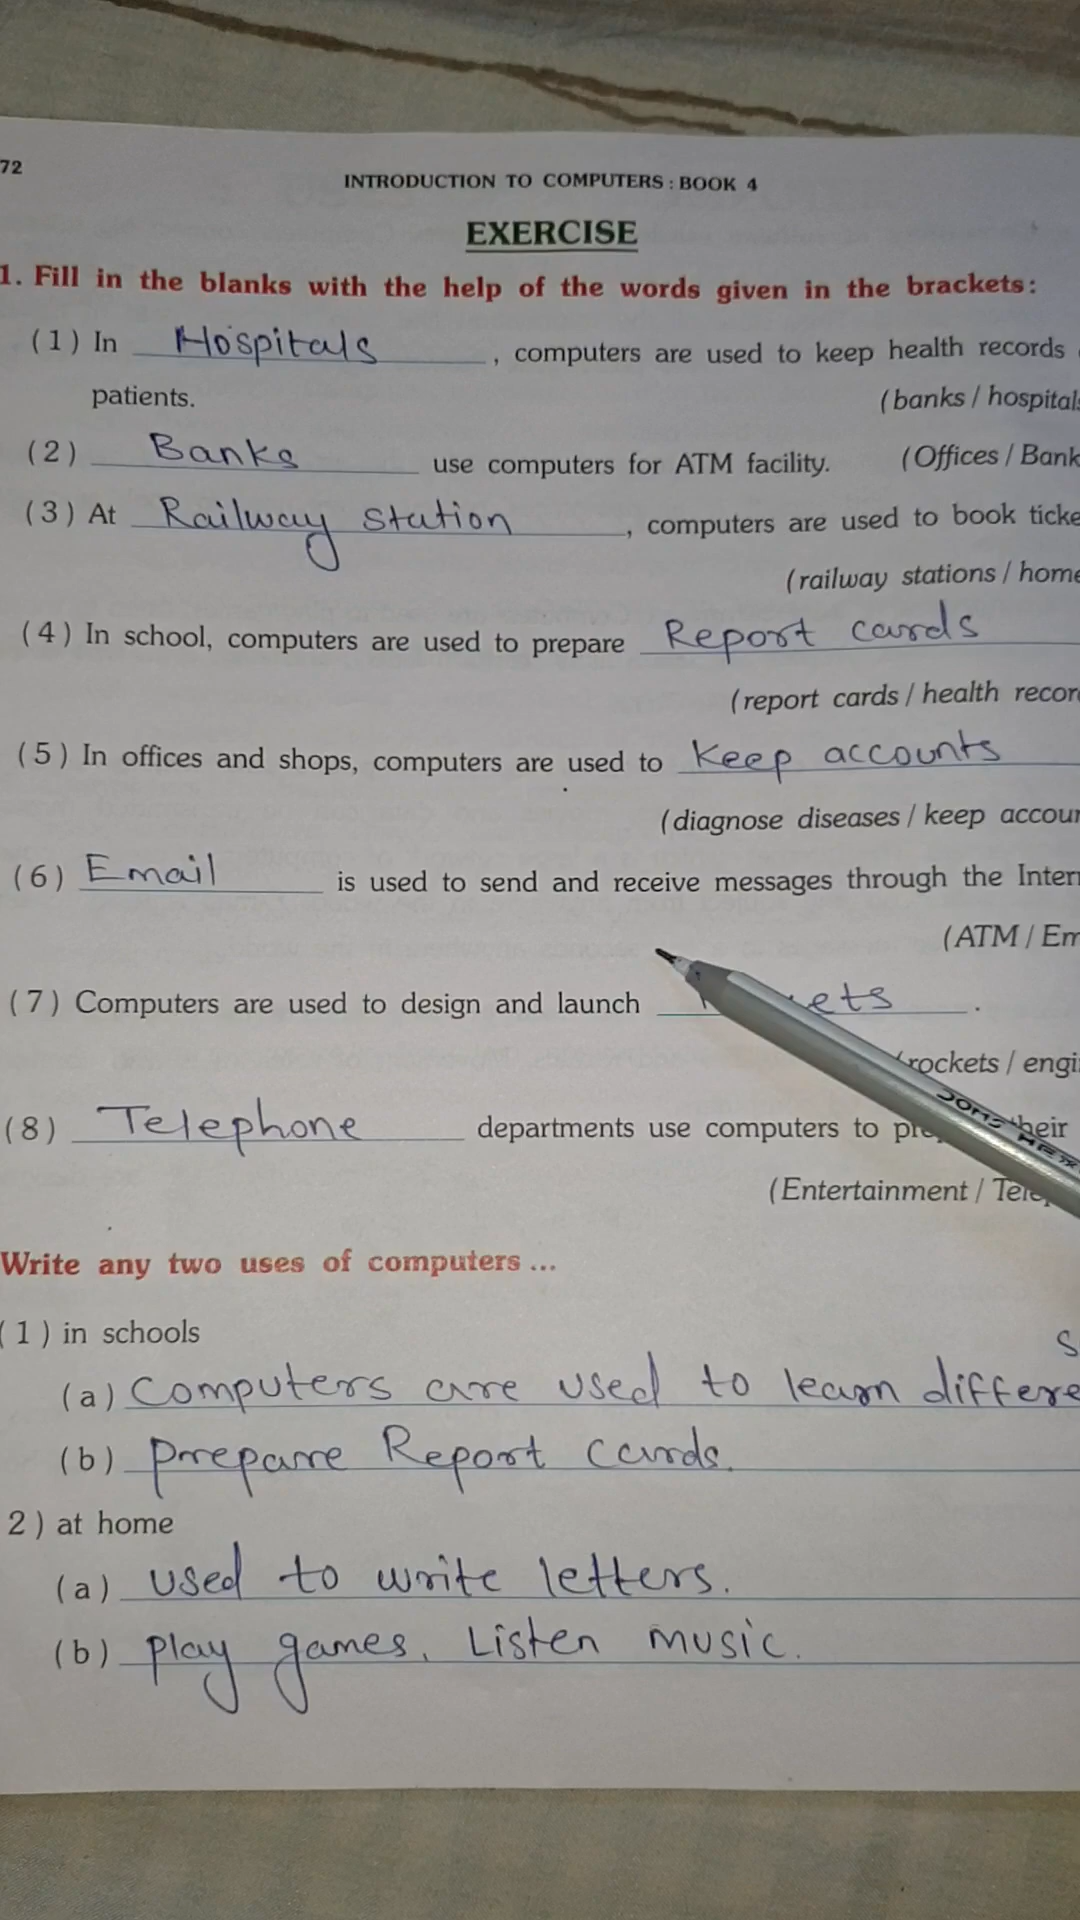 72
INTRODUCTION TO COMPUTERS : BOOK 4
EXERCISE
1. Fill in the blanks with the help of the words given in the brackets:
(1) In Hospitals, computers are used to keep health records
patients.
(banks / hospitals
(2) Banks use computers for ATM facility. (Offices / Bank
(3) At Railway Station, computers are used to book ticke
(railway stations / home
(4) In school, computers are used to prepare Report cards
(report cards / health recor
(5) In offices and shops, computers are used to Keep accounts
(diagnose diseases / keep accoun
(6) Email is used to send and receive messages through the Intern
(ATM / Em
(7) Computers are used to design and launch ets.
(rockets / engi
(8) Telephone departments use computers to their
(Entertainment / Tele
Write any two uses of computers ...
(1) in schools
S
(a) Computers are used to learn differe
(b) Prepare Report Cards.
2) at home
(a) used to write letters.
(b) play games, Listen music.